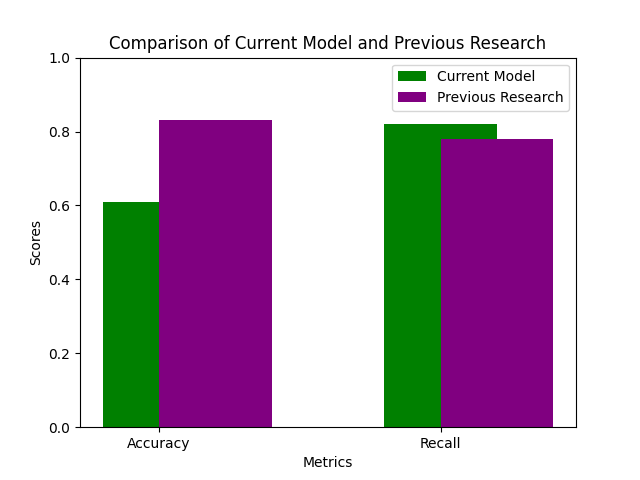 Comparison of Current Model and Previous Research
Current Model
Previous Research
1.0
0.8
0.6
0.4
0.2
0.0
Scores
Accuracy
Recall
Metrics